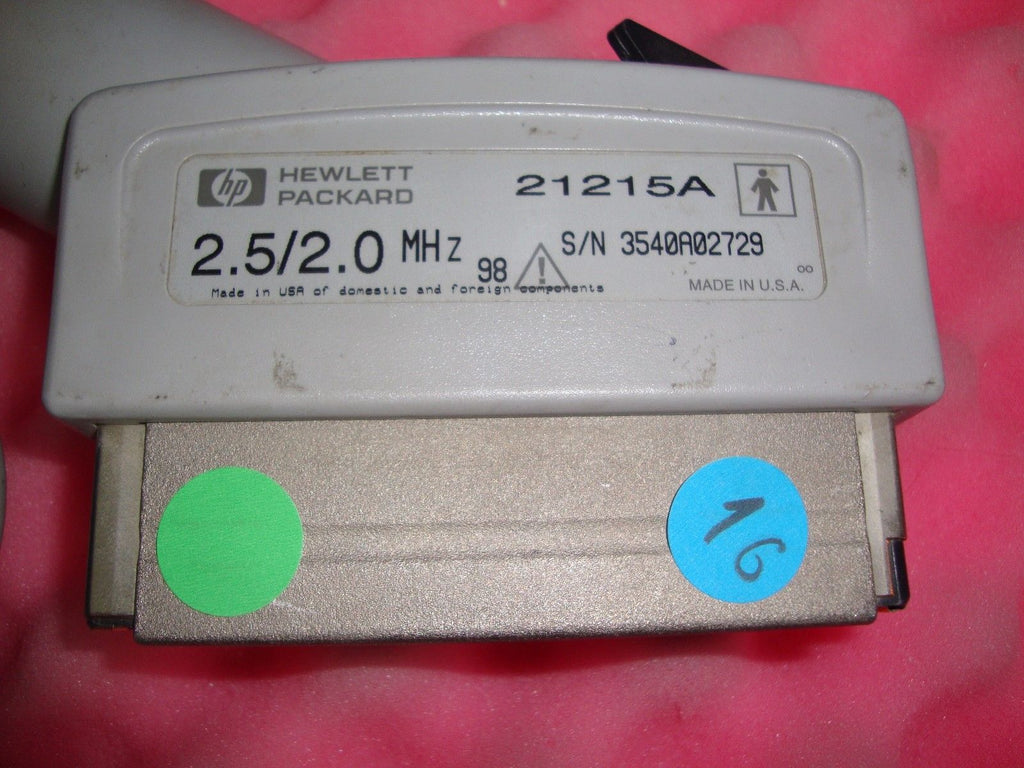 hp HEWLETT
PACKARD
21215A
2.5/2.0 MHz
98
S/N 3540A02729
Made in USA of domestic and foreign components
MADE IN U.S.A.
00
16